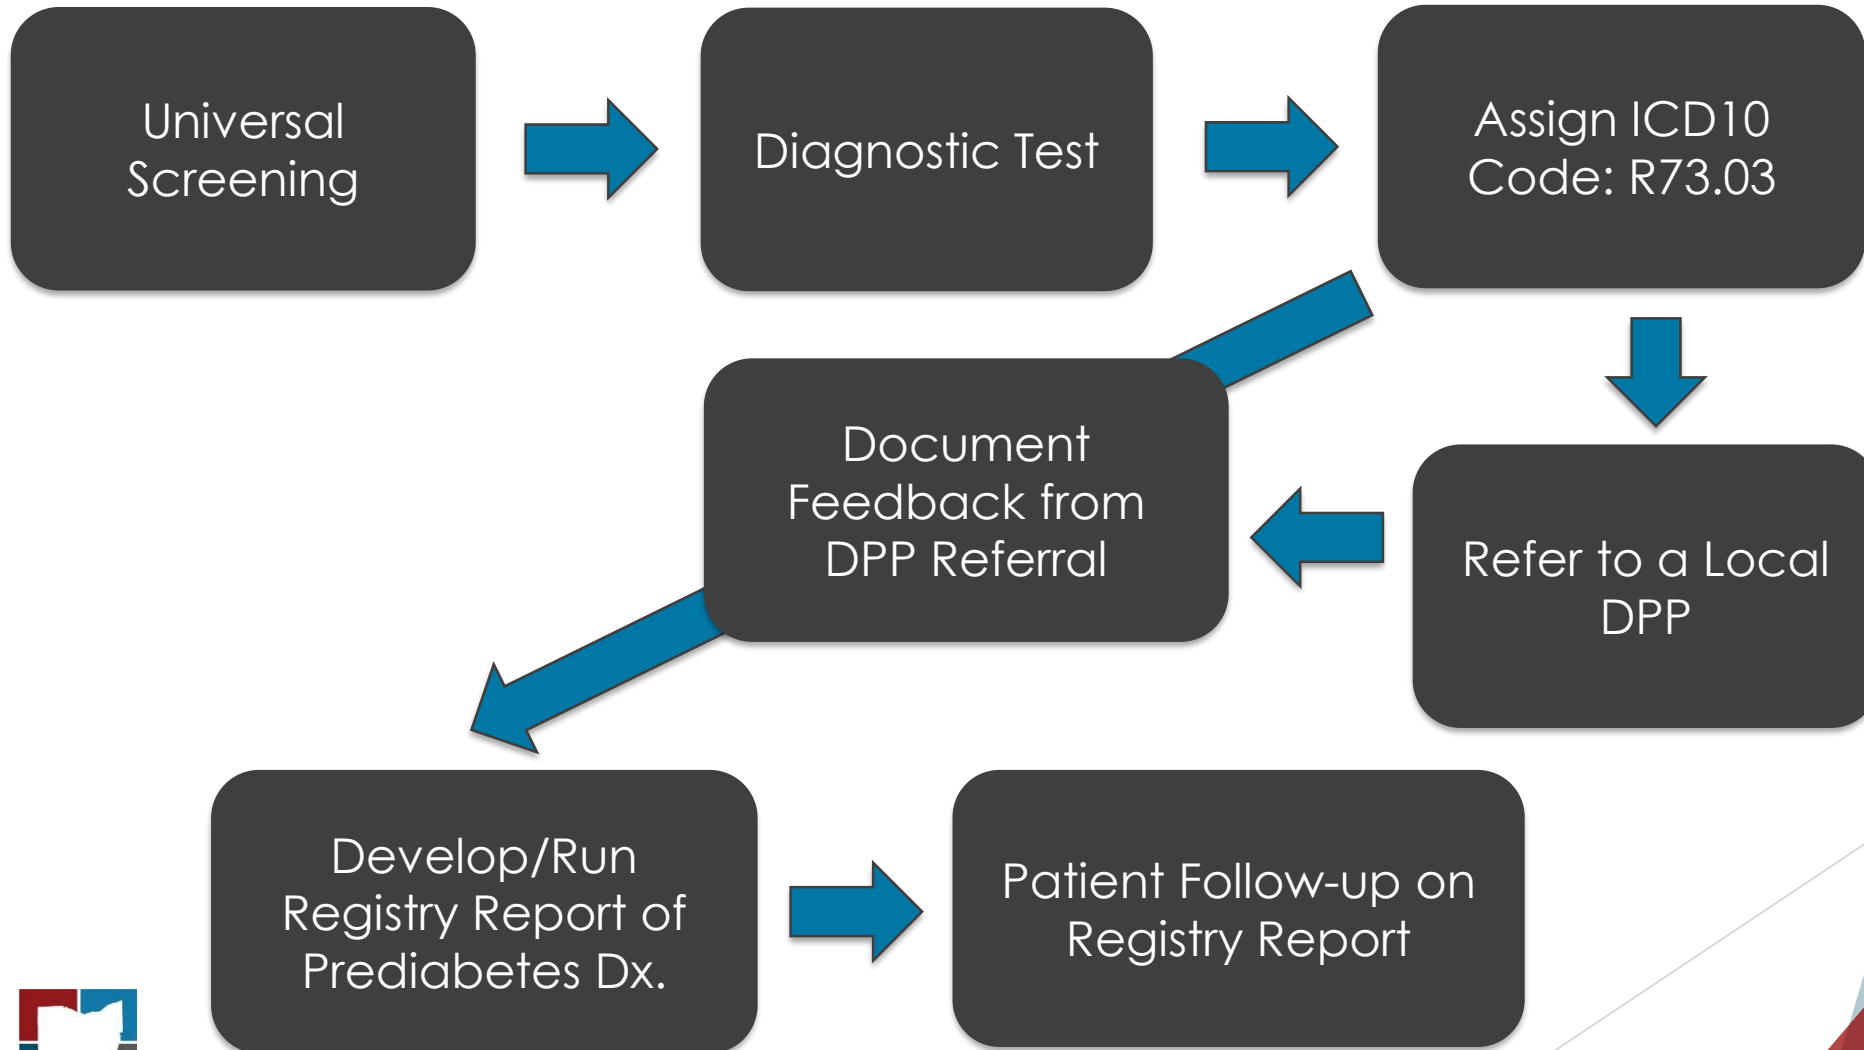 Universal
Screening
Diagnostic Test
Assign ICD10
Code: R73.03
Document
Feedback from
DPP Referral
Refer to a Local
DPP
Develop/Run
Registry Report of
Prediabetes Dx.
Patient Follow-up on
Registry Report